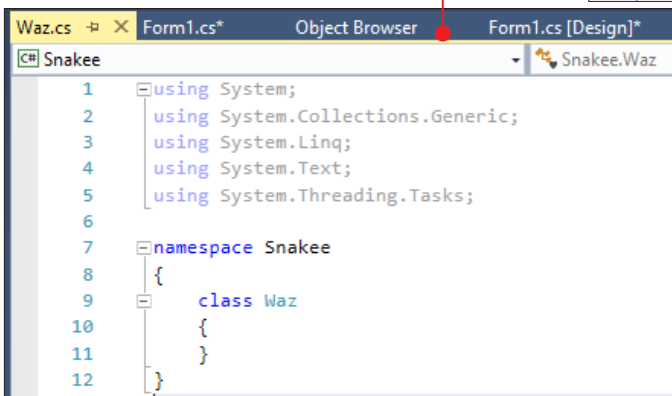 Waz.cs Form1.cs* Object Browser Form1.cs [Design]*
C# Snakee Snakee.Waz
1 using System;
2 using System.Collections.Generic;
3 using System.Linq;
4 using System.Text;
5 using System.Threading.Tasks;
6
7 namespace Snakee
8 {
9 class Waz
10 {
11 }
12 }